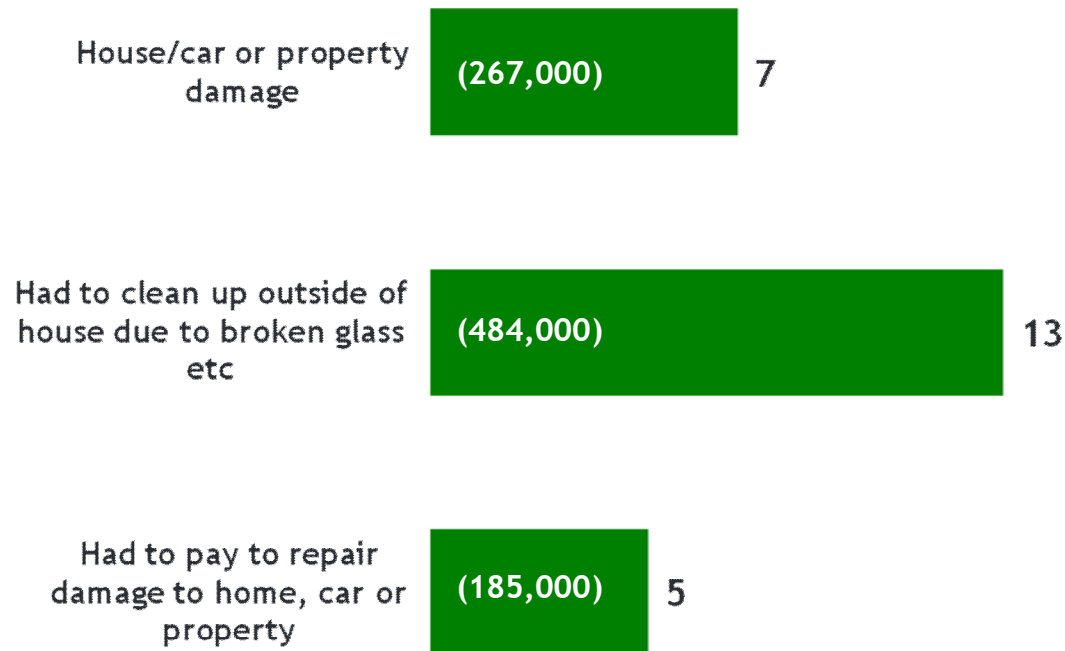 House/car or property
damage
(267,000)
7
Had to clean up outside of
house due to broken glass
etc
(484,000)
13
Had to pay to repair
damage to home, car or
property
(185,000)
5